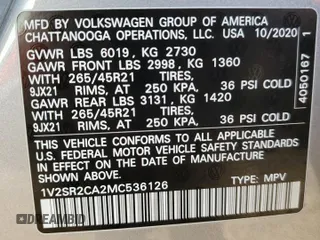 MFD BY VOLKSWAGEN GROUP OF AMERICA
CHATTANOOGA OPERATIONS, LLC. USA 10/2020
GVWR LBS 6019, KG 2730
GAWR FRONT LBS 2998, KG 1360
WITH 265/45R21 TIRES,
9JX21 RIMS, AT 250 KPA, 36 PSI COLD
GAWR REAR LBS 3131, KG 1420
WITH 265/45R21 TIRES,
9JX21 RIMS, AT 250 KPA, 36 PSI COLD
THIS VEHICLE CONFORMS TO ALL APPLICABLE
FEDERAL MOTOR VEHICLE SAFETY STANDARDS
IN EFFECT ON THE DATE OF MANUFACTURE
SHOWN ABOVE.
1V2SR2CA2MC536126 TYPE: MPV
4050167 1